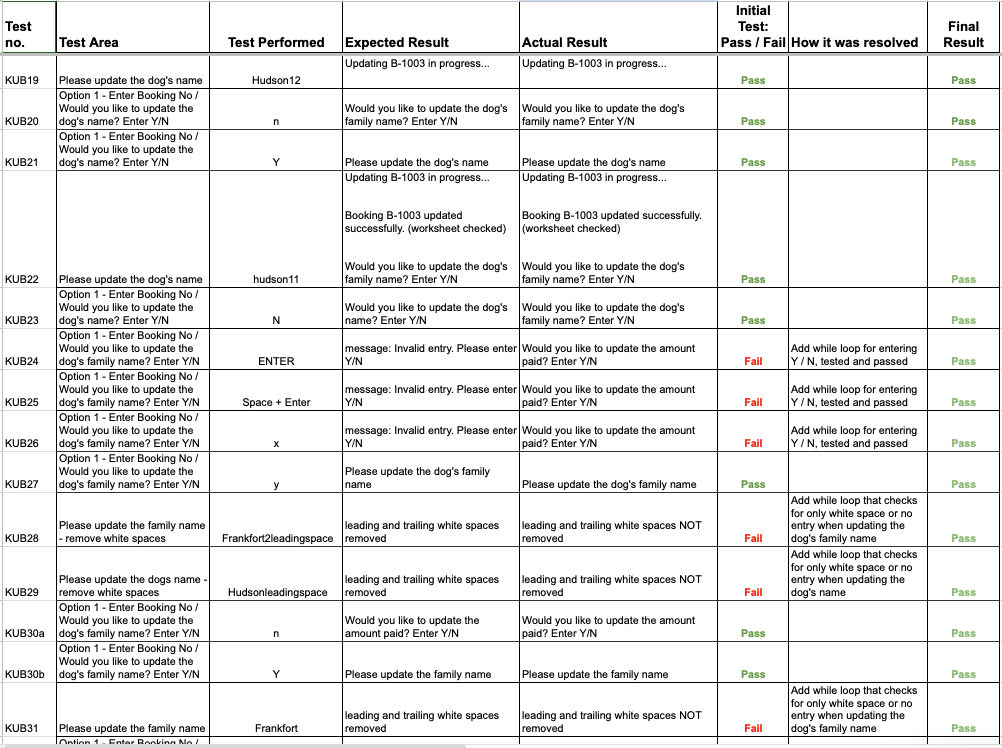 Test no. Test Area Test Performed Expected Result Actual Result Initial Test: Pass / Fail How it was resolved Final Result
KUB19 Please update the dog's name Hudson12 Updating B-1003 in progress... Updating B-1003 in progress... Pass Pass
KUB20 Option 1 - Enter Booking No / Would you like to update the dog's name? Enter Y/N n Would you like to update the dog's family name? Enter Y/N Would you like to update the dog's family name? Enter Y/N Pass Pass
KUB21 Option 1 - Enter Booking No / Would you like to update the dog's name? Enter Y/N Y Please update the dog's name Please update the dog's name Pass Pass
KUB22 Please update the dog's name hudson11 Updating B-1003 in progress... Booking B-1003 updated successfully. (worksheet checked) Would you like to update the dog's family name? Enter Y/N Updating B-1003 in progress... Booking B-1003 updated successfully. (worksheet checked) Would you like to update the dog's family name? Enter Y/N Pass Pass
KUB23 Option 1 - Enter Booking No / Would you like to update the dog's name? Enter Y/N N Would you like to update the dog's name? Enter Y/N Would you like to update the dog's family name? Enter Y/N Pass Pass
KUB24 Option 1 - Enter Booking No / Would you like to update the dog's family name? Enter Y/N ENTER message: Invalid entry. Please enter Y/N Would you like to update the amount paid? Enter Y/N Fail Add while loop for entering Y / N, tested and passed Pass
KUB25 Option 1 - Enter Booking No / Would you like to update the dog's family name? Enter Y/N Space + Enter message: Invalid entry. Please enter Y/N Would you like to update the amount paid? Enter Y/N Fail Add while loop for entering Y / N, tested and passed Pass
KUB26 Option 1 - Enter Booking No / Would you like to update the dog's family name? Enter Y/N x message: Invalid entry. Please enter Y/N Would you like to update the amount paid? Enter Y/N Fail Add while loop for entering Y / N, tested and passed Pass
KUB27 Option 1 - Enter Booking No / Would you like to update the dog's family name? Enter Y/N y Please update the dog's family name Please update the dog's family name Pass Pass
KUB28 Please update the family name - remove white spaces Frankfort2leadingspace leading and trailing white spaces removed leading and trailing white spaces NOT removed Fail Add while loop that checks for only white space or no entry when updating the dog's family name Pass
KUB29 Please update the dogs name - remove white spaces Hudsonleadingspace leading and trailing white spaces removed leading and trailing white spaces NOT removed Fail Add while loop that checks for only white space or no entry when updating the dog's name Pass
KUB30a Option 1 - Enter Booking No / Would you like to update the dog's family name? Enter Y/N n Would you like to update the amount paid? Enter Y/N Would you like to update the amount paid? Enter Y/N Pass Pass
KUB30b Option 1 - Enter Booking No / Would you like to update the dog's family name? Enter Y/N Y Please update the family name Please update the family name Pass Pass
KUB31 Please update the family name Frankfort leading and trailing white spaces removed leading and trailing white spaces NOT removed Fail Add while loop that checks for only white space or no entry when updating the dog's family name Pass
Option 1 - Enter Booking No /